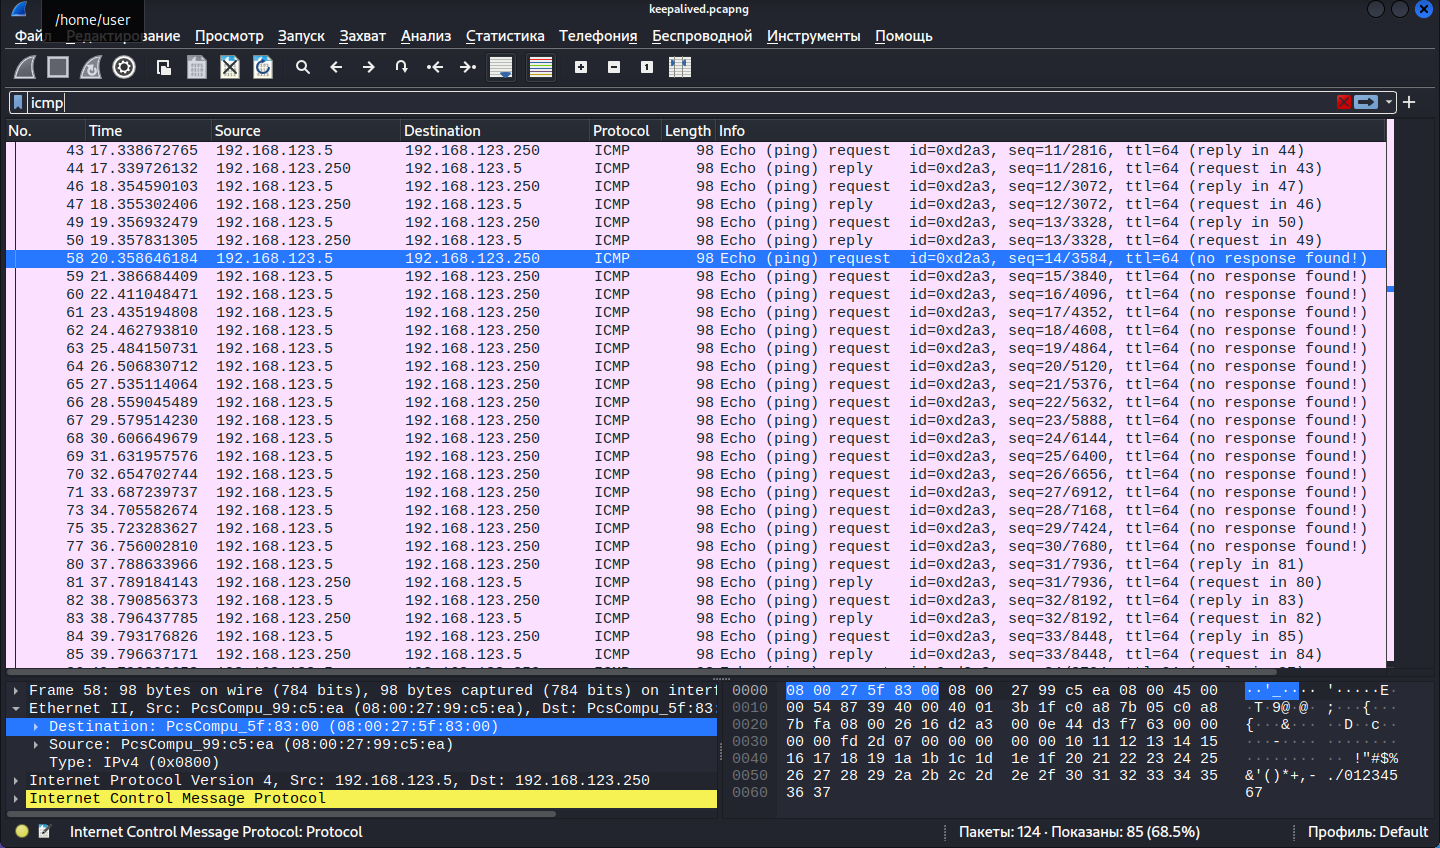 keepalived.pcapng
/home/user
Файл Редактирование Просмотр Запуск Захват Анализ Статистика Телефония Беспроводной Инструменты Помощь
icmp
No. Time Source Destination Protocol Length Info
43 17.338672765 192.168.123.5 192.168.123.250 ICMP 98 Echo (ping) request id=0xd2a3, seq=11/2816, ttl=64 (reply in 44)
44 17.339726132 192.168.123.250 192.168.123.5 ICMP 98 Echo (ping) reply id=0xd2a3, seq=11/2816, ttl=64 (request in 43)
46 18.354590103 192.168.123.5 192.168.123.250 ICMP 98 Echo (ping) request id=0xd2a3, seq=12/3072, ttl=64 (reply in 47)
47 18.355302406 192.168.123.250 192.168.123.5 ICMP 98 Echo (ping) reply id=0xd2a3, seq=12/3072, ttl=64 (request in 46)
49 19.356932479 192.168.123.5 192.168.123.250 ICMP 98 Echo (ping) request id=0xd2a3, seq=13/3328, ttl=64 (reply in 50)
50 19.357831305 192.168.123.250 192.168.123.5 ICMP 98 Echo (ping) reply id=0xd2a3, seq=13/3328, ttl=64 (request in 49)
58 20.358646184 192.168.123.5 192.168.123.250 ICMP 98 Echo (ping) request id=0xd2a3, seq=14/3584, ttl=64 (no response found!)
59 21.386684409 192.168.123.5 192.168.123.250 ICMP 98 Echo (ping) request id=0xd2a3, seq=15/3840, ttl=64 (no response found!)
60 22.411048471 192.168.123.5 192.168.123.250 ICMP 98 Echo (ping) request id=0xd2a3, seq=16/4096, ttl=64 (no response found!)
61 23.435194808 192.168.123.5 192.168.123.250 ICMP 98 Echo (ping) request id=0xd2a3, seq=17/4352, ttl=64 (no response found!)
62 24.462793810 192.168.123.5 192.168.123.250 ICMP 98 Echo (ping) request id=0xd2a3, seq=18/4608, ttl=64 (no response found!)
63 25.484150731 192.168.123.5 192.168.123.250 ICMP 98 Echo (ping) request id=0xd2a3, seq=19/4864, ttl=64 (no response found!)
64 26.506830712 192.168.123.5 192.168.123.250 ICMP 98 Echo (ping) request id=0xd2a3, seq=20/5120, ttl=64 (no response found!)
65 27.535114064 192.168.123.5 192.168.123.250 ICMP 98 Echo (ping) request id=0xd2a3, seq=21/5376, ttl=64 (no response found!)
66 28.559045489 192.168.123.5 192.168.123.250 ICMP 98 Echo (ping) request id=0xd2a3, seq=22/5632, ttl=64 (no response found!)
67 29.579514230 192.168.123.5 192.168.123.250 ICMP 98 Echo (ping) request id=0xd2a3, seq=23/5888, ttl=64 (no response found!)
68 30.606649679 192.168.123.5 192.168.123.250 ICMP 98 Echo (ping) request id=0xd2a3, seq=24/6144, ttl=64 (no response found!)
69 31.631957576 192.168.123.5 192.168.123.250 ICMP 98 Echo (ping) request id=0xd2a3, seq=25/6400, ttl=64 (no response found!)
70 32.654702744 192.168.123.5 192.168.123.250 ICMP 98 Echo (ping) request id=0xd2a3, seq=26/6656, ttl=64 (no response found!)
71 33.687239737 192.168.123.5 192.168.123.250 ICMP 98 Echo (ping) request id=0xd2a3, seq=27/6912, ttl=64 (no response found!)
73 34.705582674 192.168.123.5 192.168.123.250 ICMP 98 Echo (ping) request id=0xd2a3, seq=28/7168, ttl=64 (no response found!)
75 35.723283627 192.168.123.5 192.168.123.250 ICMP 98 Echo (ping) request id=0xd2a3, seq=29/7424, ttl=64 (no response found!)
77 36.756002810 192.168.123.5 192.168.123.250 ICMP 98 Echo (ping) request id=0xd2a3, seq=30/7680, ttl=64 (no response found!)
80 37.788633966 192.168.123.5 192.168.123.250 ICMP 98 Echo (ping) request id=0xd2a3, seq=31/7936, ttl=64 (reply in 81)
81 37.789184143 192.168.123.250 192.168.123.5 ICMP 98 Echo (ping) reply id=0xd2a3, seq=31/7936, ttl=64 (request in 80)
82 38.790856373 192.168.123.5 192.168.123.250 ICMP 98 Echo (ping) request id=0xd2a3, seq=32/8192, ttl=64 (reply in 83)
83 38.796437785 192.168.123.250 192.168.123.5 ICMP 98 Echo (ping) reply id=0xd2a3, seq=32/8192, ttl=64 (request in 82)
84 39.793176826 192.168.123.5 192.168.123.250 ICMP 98 Echo (ping) request id=0xd2a3, seq=33/8448, ttl=64 (reply in 85)
85 39.796637171 192.168.123.250 192.168.123.5 ICMP 98 Echo (ping) reply id=0xd2a3, seq=33/8448, ttl=64 (request in 84)
Frame 58: 98 bytes on wire (784 bits), 98 bytes captured (784 bits) on interf
Ethernet II, Src: PcsCompu_99:c5:ea (08:00:27:99:c5:ea), Dst: PcsCompu_5f:83:
Destination: PcsCompu_5f:83:00 (08:00:27:5f:83:00)
Source: PcsCompu_99:c5:ea (08:00:27:99:c5:ea)
Type: IPv4 (0x0800)
Internet Protocol Version 4, Src: 192.168.123.5, Dst: 192.168.123.250
Internet Control Message Protocol
0000 08 00 27 5f 83 00 08 00 27 99 c5 ea 08 00 45 00 ··'_···· '·····E·
0010 00 54 87 39 40 00 40 01 3b 1f c0 a8 7b 05 c0 a8 ·T·9@·@· ;···{···
0020 7b fa 08 00 26 16 d2 a3 00 0e 44 d3 f7 63 00 00 {···&··· ··D··c··
0030 00 00 fd 2d 07 00 00 00 00 00 10 11 12 13 14 15 ···-···· ········
0040 16 17 18 19 1a 1b 1c 1d 1e 1f 20 21 22 23 24 25 ········ ·· !"#$%
0050 26 27 28 29 2a 2b 2c 2d 2e 2f 30 31 32 33 34 35 &'()*+,- ./012345
0060 36 37 67
Internet Control Message Protocol: Protocol
Пакеты: 124 · Показаны: 85 (68.5%)
Профиль: Default